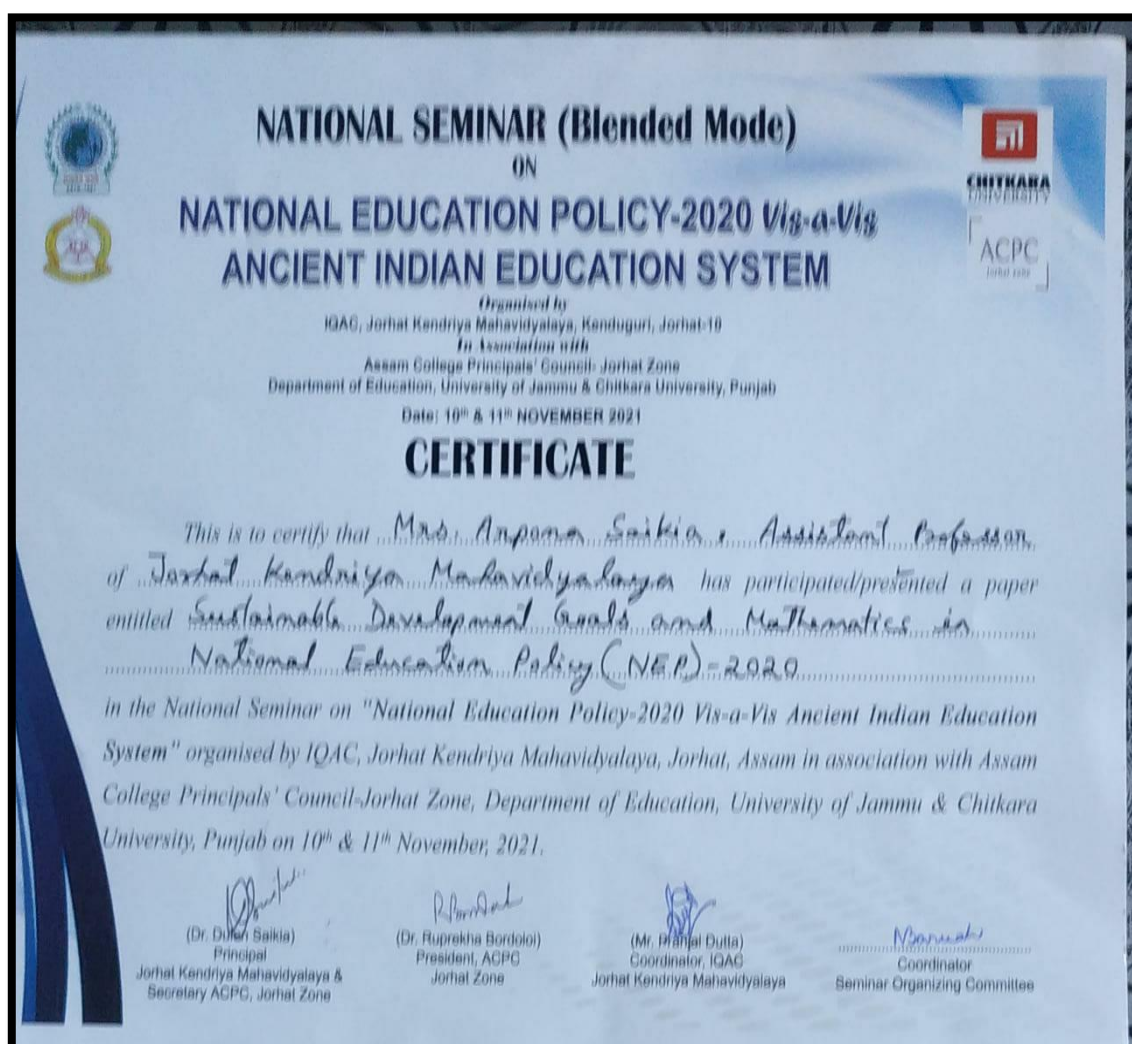 NATIONAL SEMINAR (Blended Mode)
ON
NATIONAL EDUCATION POLICY-2020 Vis-a-Vis
ANCIENT INDIAN EDUCATION SYSTEM
CHITKARA
UNIVERSITY
ACPC
Organised by
IQAC, Jorhat Kendriya Mahavidyalaya, Kenduguri, Jorhat-10
In Association with
Assam College Principals' Council- Jorhat Zone
Department of Education, University of Jammu & Chitkara University, Punjab
Date: 10th & 11th NOVEMBER 2021
CERTIFICATE
This is to certify that Mrs. Arpana Saikia, Assistant Professor
of Jorhat Kendriya Mahavidyalaya has participated/presented a paper
entitled Sustainable Development Goals and Mathematics in
National Education Policy (NEP)-2020
in the National Seminar on "National Education Policy-2020 Vis-a-Vis Ancient Indian Education
System" organised by IQAC, Jorhat Kendriya Mahavidyalaya, Jorhat, Assam in association with Assam
College Principals' Council-Jorhat Zone, Department of Education, University of Jammu & Chitkara
University, Punjab on 10th & 11th November, 2021.
(Dr. Dulen Saikia)
Principal
Jorhat Kendriya Mahavidyalaya &
Secretary ACPC, Jorhat Zone
(Dr. Ruprekha Bordoloi)
President, ACPC
Jorhat Zone
(Mr. Pranjal Dutta)
Coordinator, IQAC
Jorhat Kendriya Mahavidyalaya
NBaruah
Coordinator
Seminar Organizing Committee